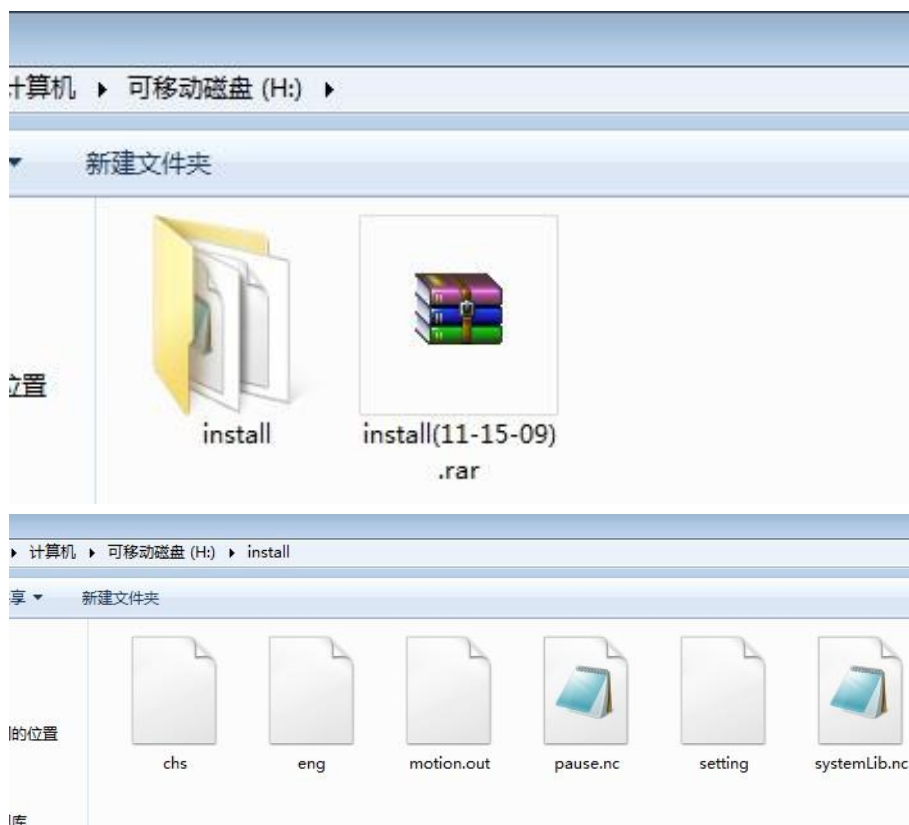 计算机 ▸ 可移动磁盘 (H:) ▸
新建文件夹
位置
install
install(11-15-09)
.rar
▸ 计算机 ▸ 可移动磁盘 (H:) ▸ install
享 ▾ 新建文件夹
的位置
chs eng motion.out pause.nc setting systemLib.nc
库